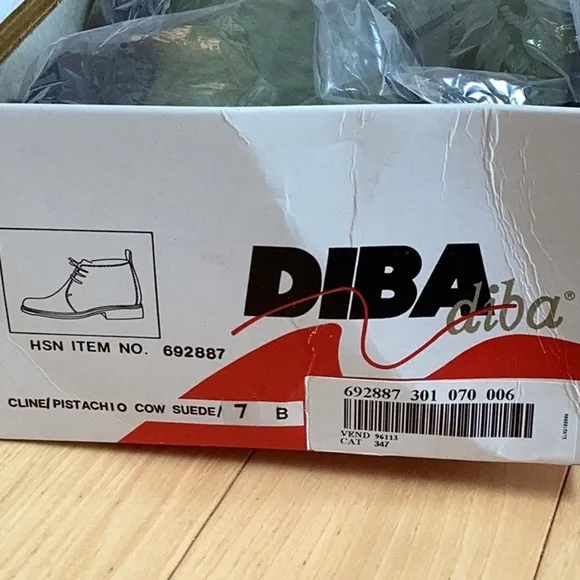 DIBA
diba®
HSN ITEM NO. 692887
CLINE/PISTACHIO COW SUEDE/ 7 B
692887 301 070 006
VEND 96113
CAT 347